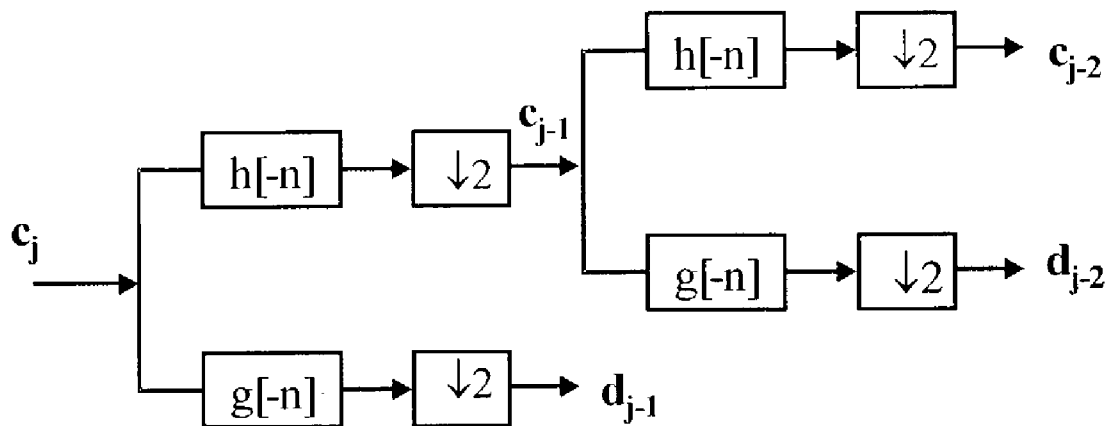 h[-n] ↓2 c_{j-2}
c_{j-1}
h[-n] ↓2
c_j
g[-n] ↓2 d_{j-2}
g[-n] ↓2 d_{j-1}